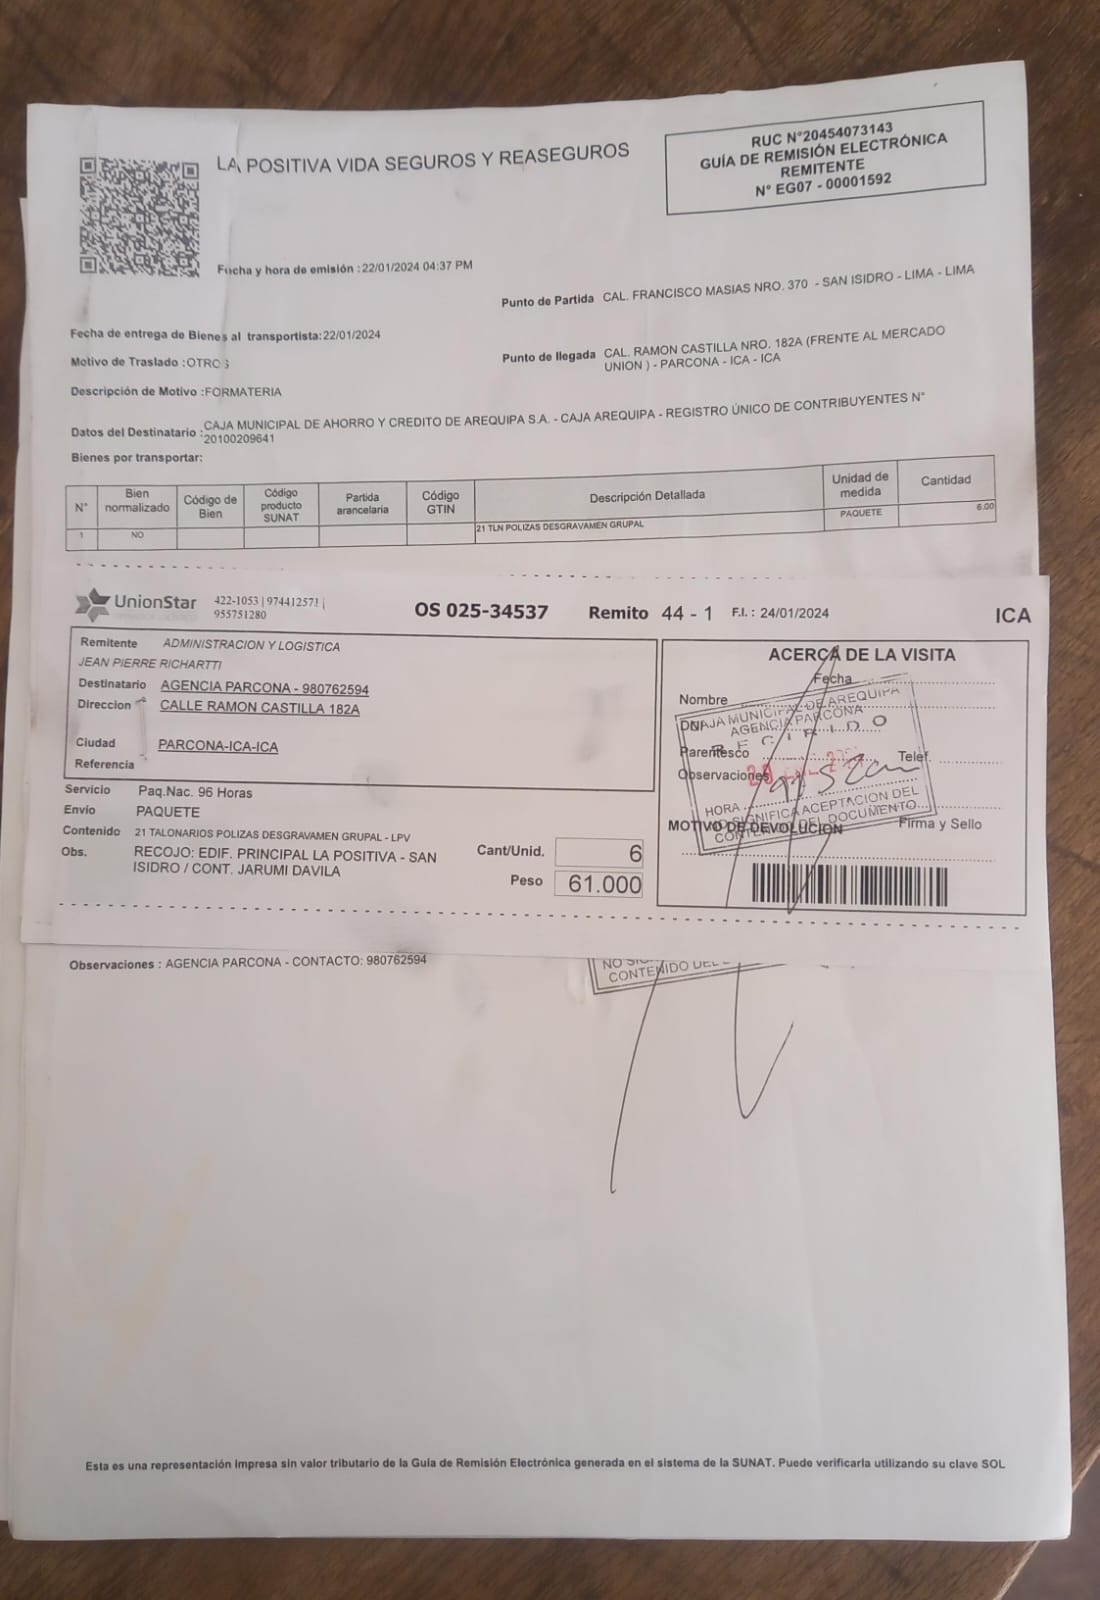 LA POSITIVA VIDA SEGUROS Y REASEGUROS
RUC N°20454073143
GUÍA DE REMISIÓN ELECTRÓNICA
REMITENTE
N° EG07 - 00001592
Fecha y hora de emisión :22/01/2024 04:37 PM
Punto de Partida CAL. FRANCISCO MASIAS NRO. 370 - SAN ISIDRO - LIMA - LIMA
Fecha de entrega de Bienes al transportista:22/01/2024
Motivo de Traslado :OTROS
Punto de llegada CAL. RAMON CASTILLA NRO. 182A (FRENTE AL MERCADO
UNION ) - PARCONA - ICA - ICA
Descripción de Motivo :FORMATERIA
Datos del Destinatario :CAJA MUNICIPAL DE AHORRO Y CREDITO DE AREQUIPA S.A. - CAJA AREQUIPA - REGISTRO ÚNICO DE CONTRIBUYENTES N°
20100209641
Bienes por transportar:
N° Bien normalizado Código de Bien Código producto SUNAT Partida arancelaria Código GTIN Descripción Detallada Unidad de medida Cantidad
1 NO 21 TLN POLIZAS DESGRAVAMEN GRUPAL PAQUETE 6.00
UnionStar 422-1053 | 974412571 |
955751280
OS 025-34537 Remito 44 - 1 F.I. : 24/01/2024 ICA
Remitente ADMINISTRACION Y LOGISTICA
JEAN PIERRE RICHARTTI
Destinatario AGENCIA PARCONA - 980762594
Direccion CALLE RAMON CASTILLA 182A
Ciudad PARCONA-ICA-ICA
Referencia
Servicio Paq.Nac. 96 Horas
Envío PAQUETE
Contenido 21 TALONARIOS POLIZAS DESGRAVAMEN GRUPAL - LPV
Obs. RECOJO: EDIF. PRINCIPAL LA POSITIVA - SAN
ISIDRO / CONT. JARUMI DAVILA
Cant/Unid. 6
Peso 61.000
ACERCA DE LA VISITA
Fecha
Nombre
CAJA MUNICIPAL DE AREQUIPA
AGENCIA PARCONA
RECIBIDO
Parentesco
Telef.
Observaciones
HORA
NO SIGNIFICA ACEPTACION DEL
CONTENIDO DEL DOCUMENTO
MOTIVO DE DEVOLUCION
Firma y Sello
Observaciones : AGENCIA PARCONA - CONTACTO: 980762594
CONTENIDO DEL
Esta es una representación impresa sin valor tributario de la Guía de Remisión Electrónica generada en el sistema de la SUNAT. Puede verificarla utilizando su clave SOL